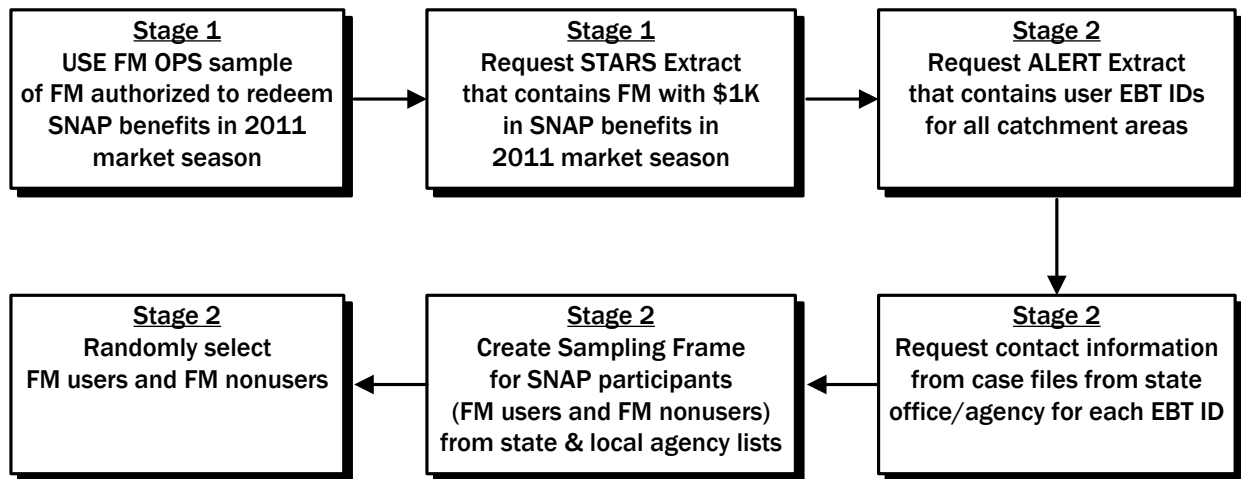 Stage 1
USE FM OPS sample
of FM authorized to redeem
SNAP benefits in 2011
market season
Stage 1
Request STARS Extract
that contains FM with $1K
in SNAP benefits in
2011 market season
Stage 2
Request ALERT Extract
that contains user EBT IDs
for all catchment areas
Stage 2
Request contact information
from case files from state
office/agency for each EBT ID
Stage 2
Create Sampling Frame
for SNAP participants
(FM users and FM nonusers)
from state & local agency lists
Stage 2
Randomly select
FM users and FM nonusers